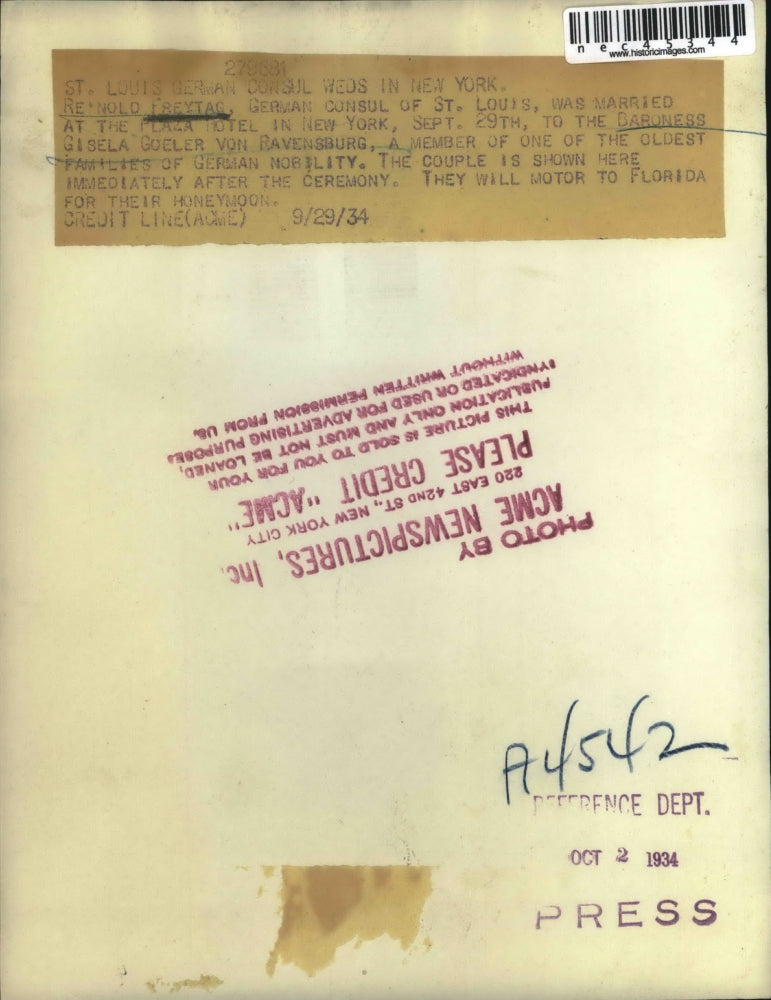 nec45344
www.historicimages.com
279681
ST. LOUIS GERMAN CONSUL WEDS IN NEW YORK.
REINOLD FREYTAG, GERMAN CONSUL OF ST. LOUIS, WAS MARRIED
AT THE PLAZA HOTEL IN NEW YORK, SEPT. 29TH, TO THE BARONESS
GISELA GOELER VON RAVENSBURG, A MEMBER OF ONE OF THE OLDEST
FAMILIES OF GERMAN NOBILITY. THE COUPLE IS SHOWN HERE
IMMEDIATELY AFTER THE CEREMONY. THEY WILL MOTOR TO FLORIDA
FOR THEIR HONEYMOON.
CREDIT LINE(ACME) 9/29/34
PHOTO BY
ACME NEWSPICTURES, Inc.
220 EAST 42ND ST., NEW YORK CITY
PLEASE CREDIT "ACME"
THIS PICTURE IS SOLD TO YOU FOR YOUR
PUBLICATION ONLY AND MUST NOT BE LOANED,
SYNDICATED OR USED FOR ADVERTISING PURPOSES
WITHOUT WRITTEN PERMISSION FROM US.
A4542
REFERENCE DEPT.
OCT 2 1934
PRESS